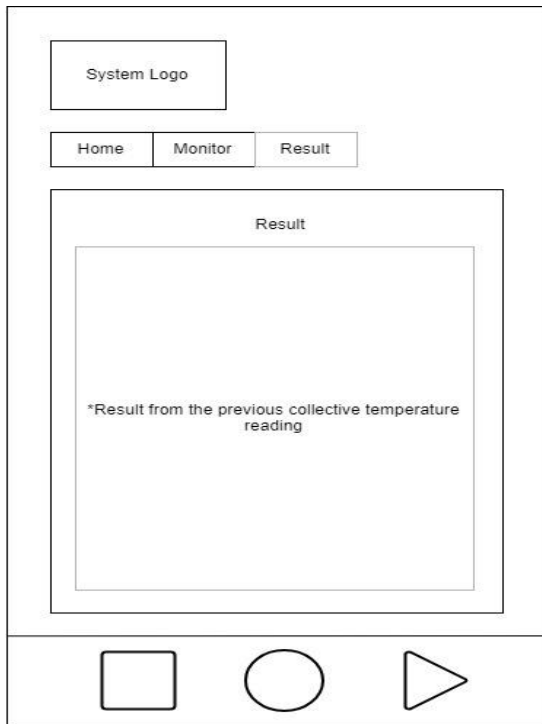 System Logo
Home Monitor Result
Result
*Result from the previous collective temperature
reading